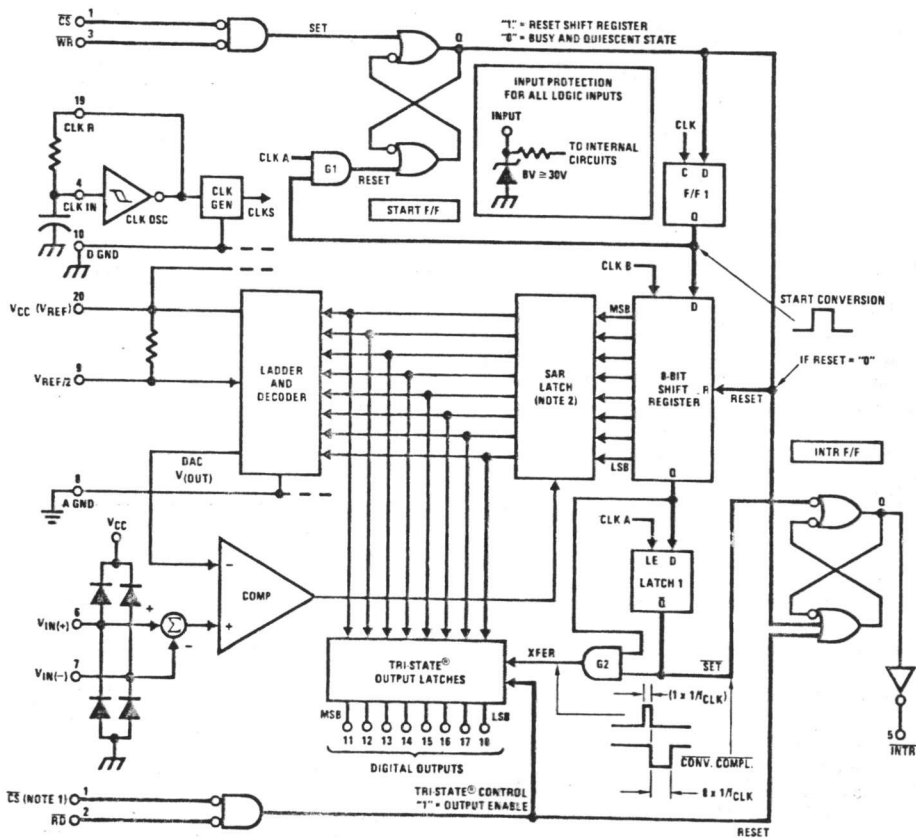 CS 1
WR 3
SET
Q
"1" = RESET SHIFT REGISTER
"0" = BUSY AND QUIESCENT STATE
INPUT PROTECTION
FOR ALL LOGIC INPUTS
INPUT
TO INTERNAL
CIRCUITS
BV ≅ 30V
CLK
C D
F/F 1
Q
19
CLK R
4
CLK IN
CLK OSC
CLK
GEN
CLKS
10
D GND
CLK A
G1
RESET
START F/F
CLK B
START CONVERSION
20
VCC (VREF)
9
VREF/2
LADDER
AND
DECODER
SAR
LATCH
(NOTE 2)
MSB
LSB
D
8-BIT
SHIFT
REGISTER
R
Q
RESET
IF RESET = "0"
INTR F/F
Q
DAC
V(OUT)
8
A GND
VCC
6
VIN(+)
7
VIN(−)
+
Σ
−
−
+
COMP
CLK A
LE D
LATCH 1
Q
XFER
G2
SET
(1 x 1/fCLK)
CONV. COMPL.
8 x 1/fCLK
TRI-STATE®
OUTPUT LATCHES
MSB
LSB
11 12 13 14 15 16 17 18
DIGITAL OUTPUTS
5
INTR
CS (NOTE 1) 1
RD 2
TRI-STATE® CONTROL
"1" = OUTPUT ENABLE
RESET